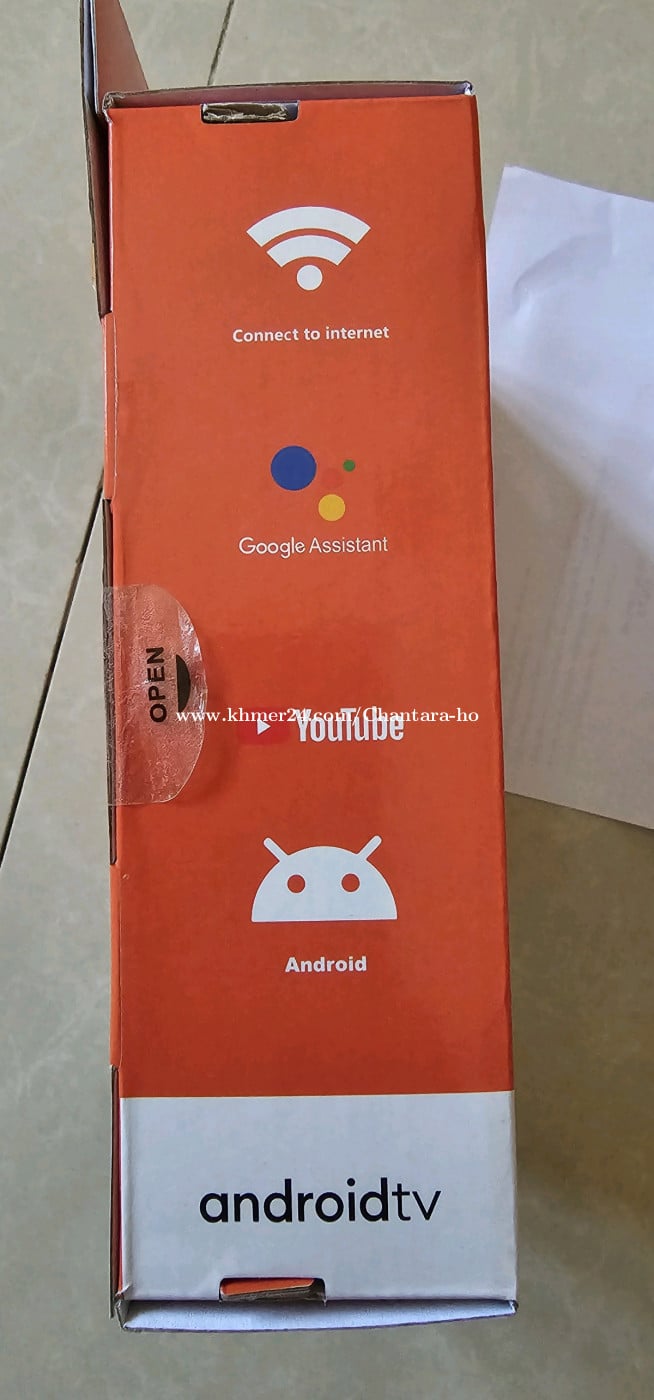 Connect to internet
Google Assistant
OPEN
www.khmer24.com/Chantara-ho
YouTube
Android
androidtv